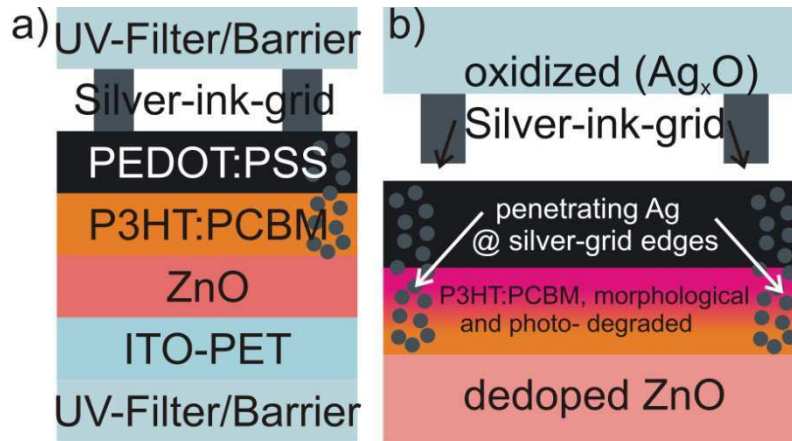 a)
UV-Filter/Barrier
Silver-ink-grid
PEDOT:PSS
P3HT:PCBM
ZnO
ITO-PET
UV-Filter/Barrier
b)
oxidized (AgₓO)
Silver-ink-grid
penetrating Ag
@ silver-grid edges
P3HT:PCBM, morphological
and photo- degraded
dedoped ZnO